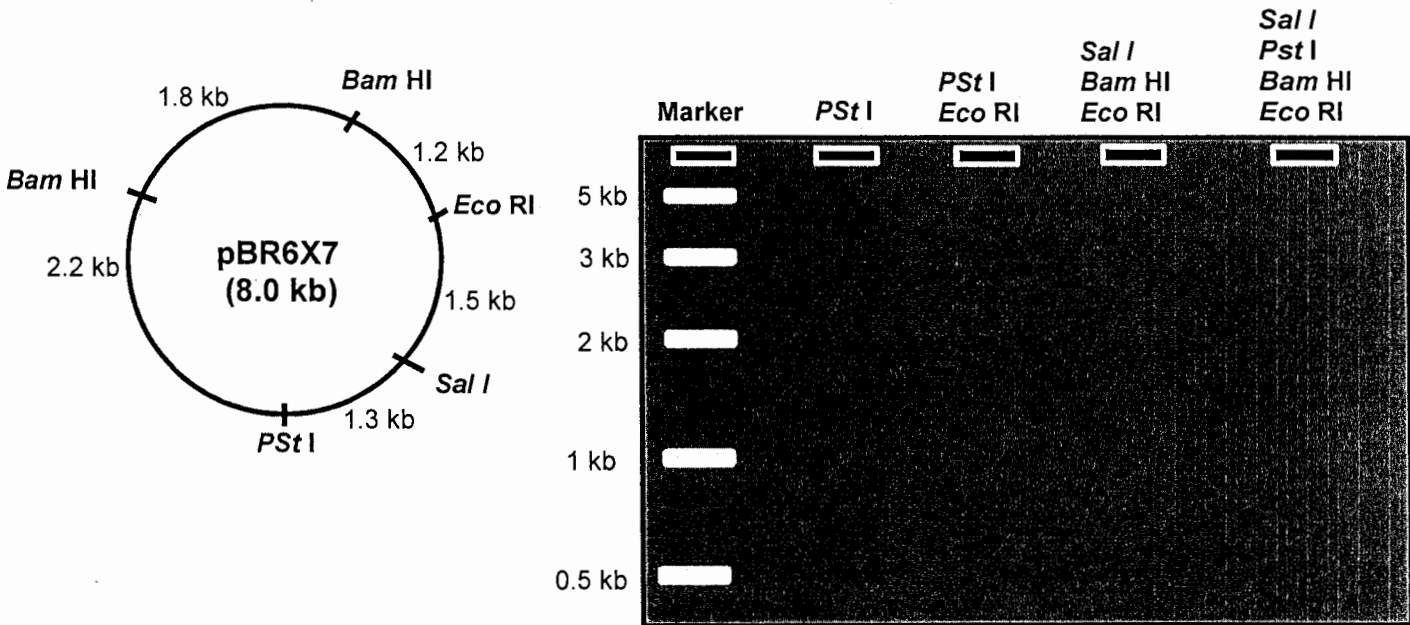 Bam HI
1.8 kb
1.2 kb
Bam HI
Eco RI
pBR6X7
(8.0 kb)
2.2 kb
1.5 kb
Sal I
1.3 kb
PSt I
Sal I
Pst I
Bam HI
Eco RI
Sal I
Bam HI
Eco RI
PSt I
Eco RI
PSt I
Marker
5 kb
3 kb
2 kb
1 kb
0.5 kb